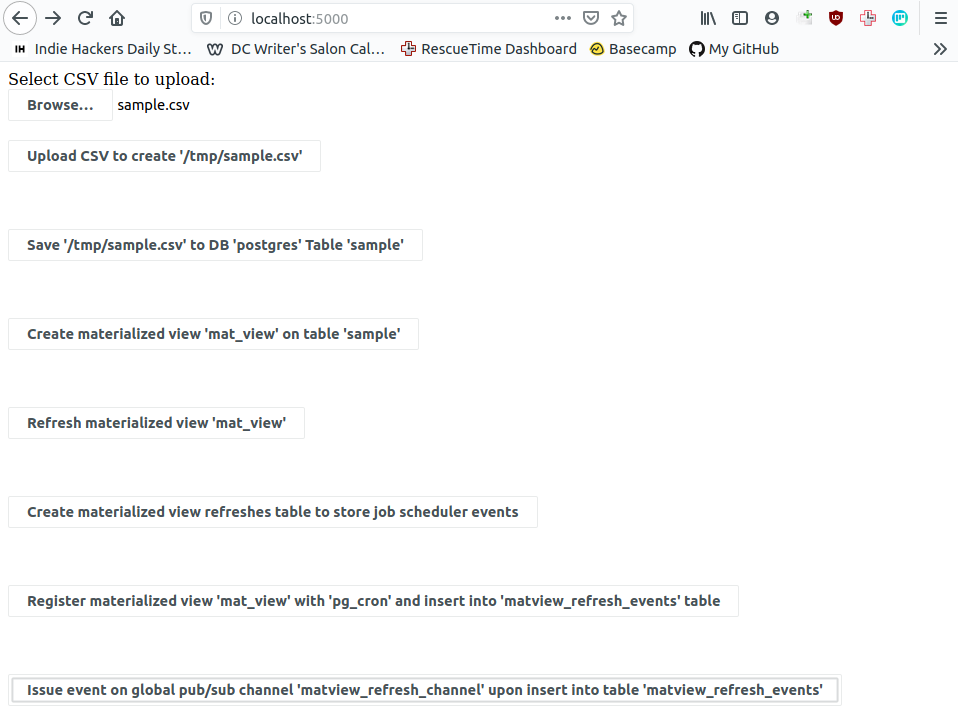 localhost:5000
IH Indie Hackers Daily St… DC Writer's Salon Cal… RescueTime Dashboard Basecamp My GitHub
Select CSV file to upload:
Browse… sample.csv
Upload CSV to create '/tmp/sample.csv'
Save '/tmp/sample.csv' to DB 'postgres' Table 'sample'
Create materialized view 'mat_view' on table 'sample'
Refresh materialized view 'mat_view'
Create materialized view refreshes table to store job scheduler events
Register materialized view 'mat_view' with 'pg_cron' and insert into 'matview_refresh_events' table
Issue event on global pub/sub channel 'matview_refresh_channel' upon insert into table 'matview_refresh_events'